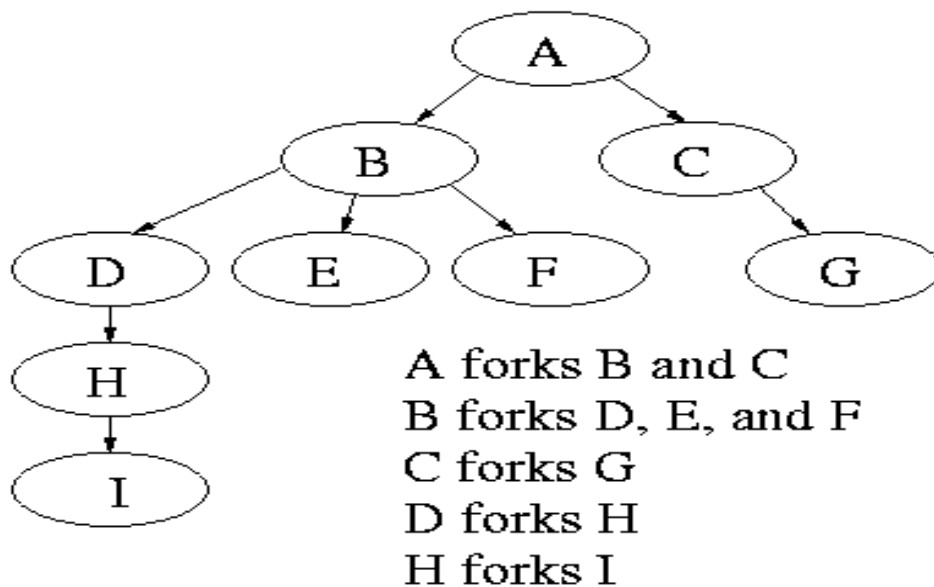 A
B
C
D
E
F
G
H
I
A forks B and C
B forks D, E, and F
C forks G
D forks H
H forks I